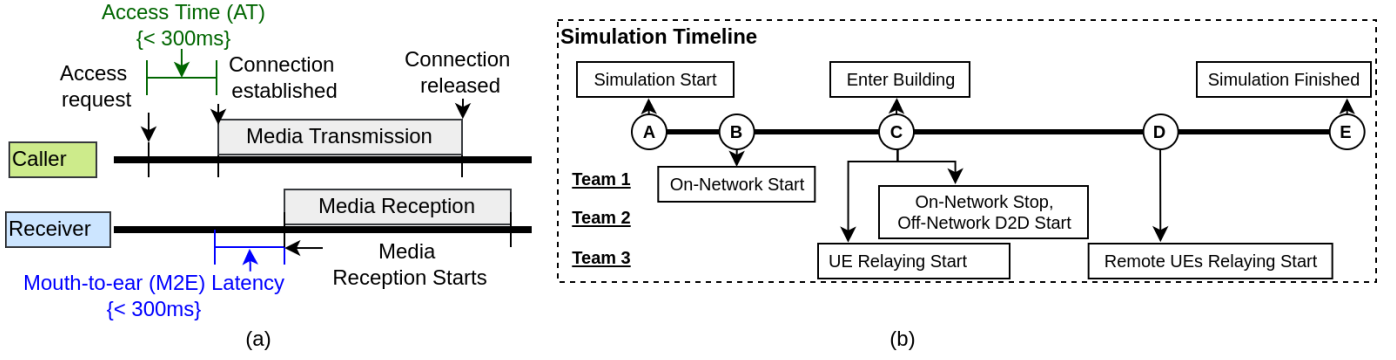 Access Time (AT)
{< 300ms}
Access
request
Connection
established
Connection
released
Media Transmission
Caller
Media Reception
Receiver
Media
Reception Starts
Mouth-to-ear (M2E) Latency
{< 300ms}
(a)
Simulation Timeline
Simulation Start
Enter Building
Simulation Finished
A
B
C
D
E
Team 1
On-Network Start
Team 2
On-Network Stop,
Off-Network D2D Start
Team 3
UE Relaying Start
Remote UEs Relaying Start
(b)